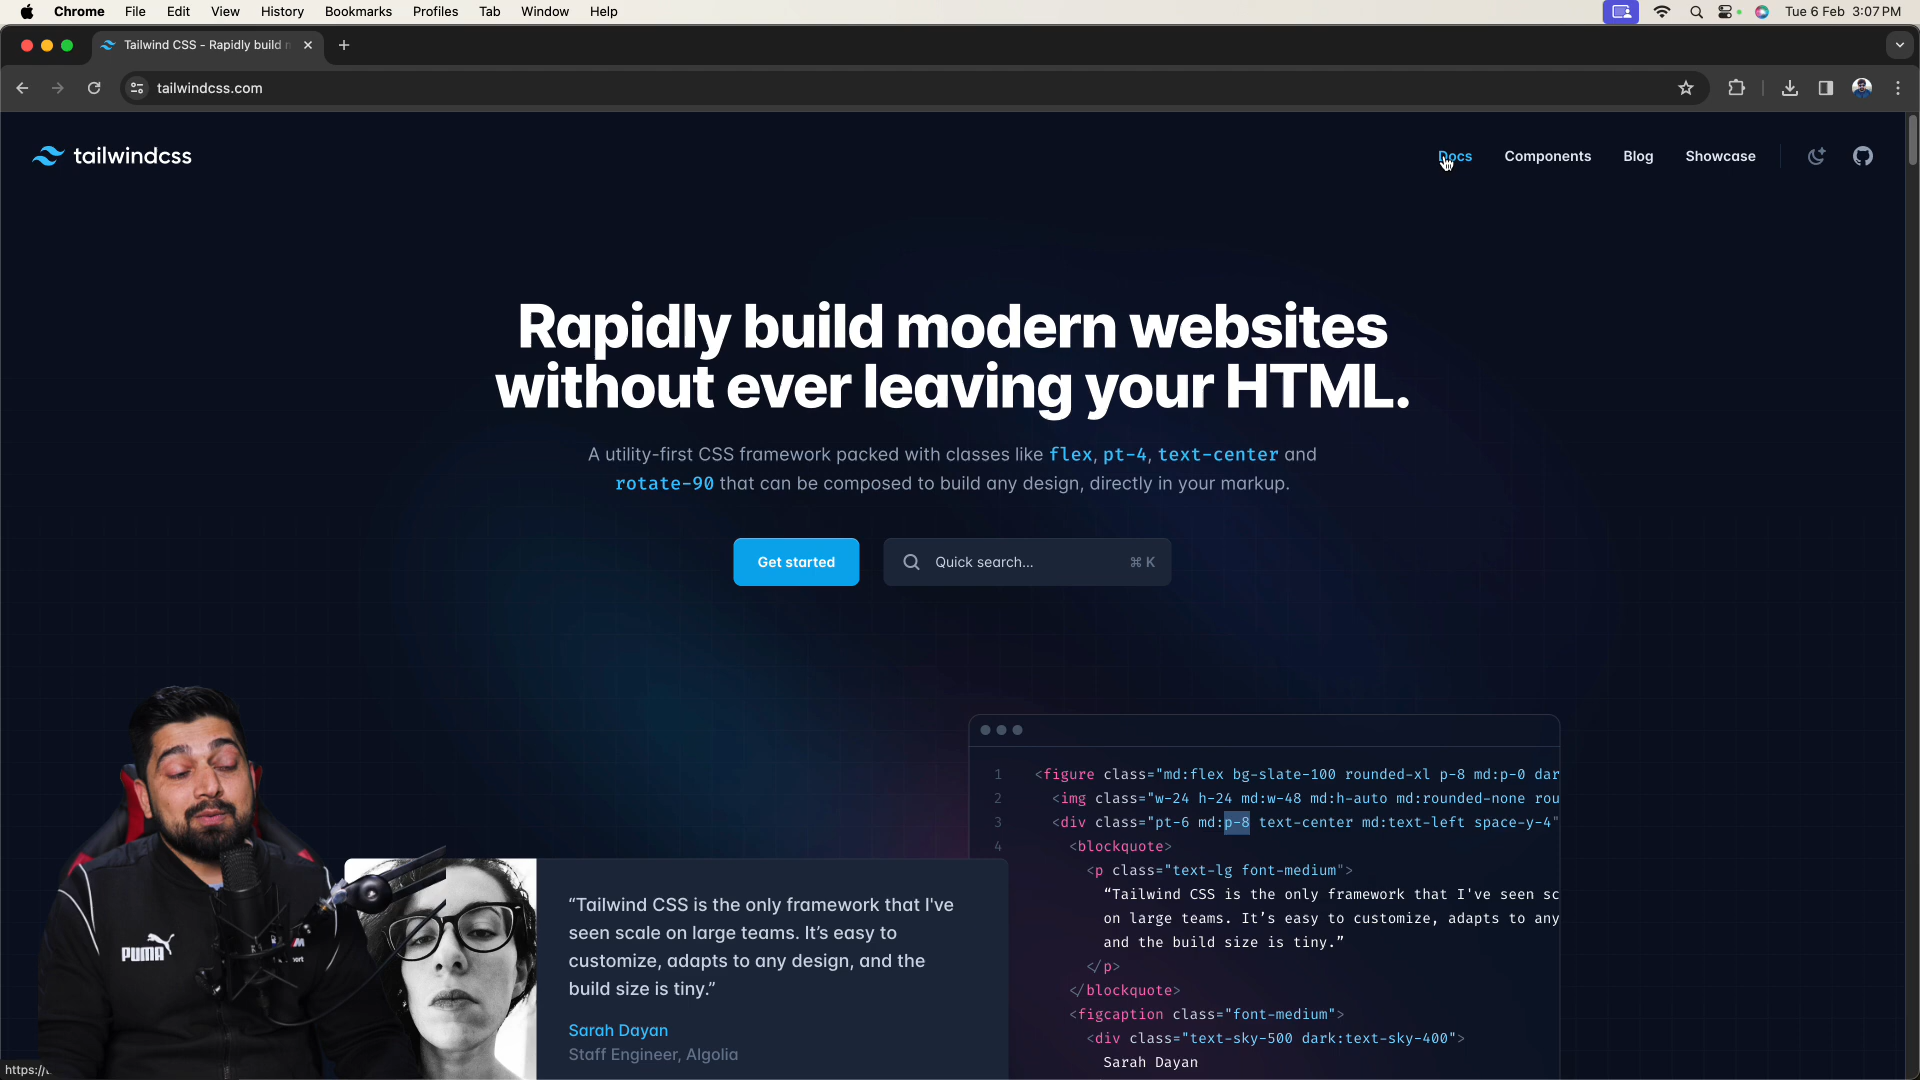 Chrome File Edit View History Bookmarks Profiles Tab Window Help Tue 6 Feb 3:07 PM
Tailwind CSS - Rapidly build
tailwindcss.com
tailwindcss Docs Components Blog Showcase
Rapidly build modern websites
without ever leaving your HTML.
A utility-first CSS framework packed with classes like flex, pt-4, text-center and
rotate-90 that can be composed to build any design, directly in your markup.
Get started Quick search... ⌘ K
1 <figure class="md:flex bg-slate-100 rounded-xl p-8 md:p-0 dar
2 <img class="w-24 h-24 md:w-48 md:h-auto md:rounded-none rou
3 <div class="pt-6 md:p-8 text-center md:text-left space-y-4"
4 <blockquote>
<p class="text-lg font-medium">
“Tailwind CSS is the only framework that I've seen sc
on large teams. It’s easy to customize, adapts to any
and the build size is tiny.”
</p>
</blockquote>
<figcaption class="font-medium">
<div class="text-sky-500 dark:text-sky-400">
Sarah Dayan
“Tailwind CSS is the only framework that I've
seen scale on large teams. It’s easy to
customize, adapts to any design, and the
build size is tiny.”
Sarah Dayan
Staff Engineer, Algolia
PUMA
https://